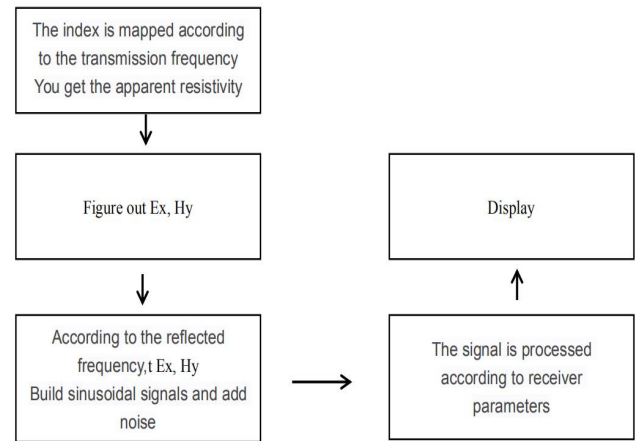 The index is mapped according
to the transmission frequency
You get the apparent resistivity
Figure out Ex, Hy
According to the reflected
frequency,t Ex, Hy
Build sinusoidal signals and add
noise
The signal is processed
according to receiver
parameters
Display